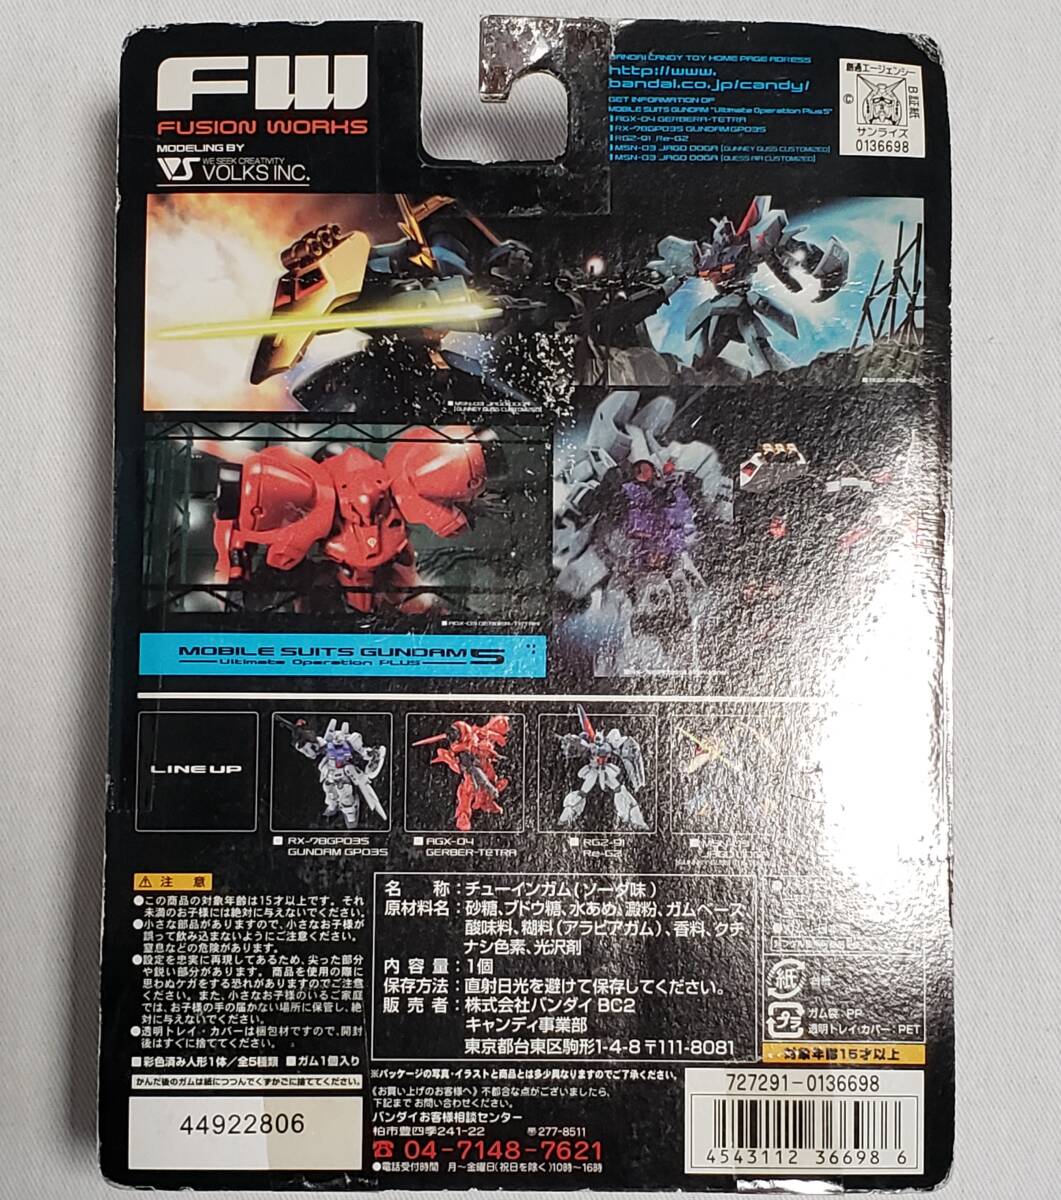 FW
FUSION WORKS
MODELING BY
VS WE SEEK CREATIVITY
VOLKS INC.
BANDAI CANDY TOY HOME PAGE ADRESS
http://www.
bandai.co.jp/candy/
GET INFORMATION OF
MOBILE SUITS GUNDAM "Ultimate Operation Plus5"
AGX-04 GERBERA-TETRA
RX-78GP03S GUNDAM GP03S
RGZ-91 Re-GZ
MSN-03 JAGD DOGA [GUNNEY GUSS CUSTOMIZED]
MSN-03 JAGD DOGA [QUESS AIR CUSTOMIZED]
創通エージェンシー
©
B証紙
サンライズ
0136698
■MSN-03 JAGD DOGA
[GUNNEY GUSS CUSTOMIZED]
■AGX-03 GERBERA-TETRA
MOBILE SUITS GUNDAM 5
Ultimate Operation PLUS
LINE UP
■RX-78GP03S
GUNDAM GP03S
■AGX-04
GERBER-TETRA
■RGZ-91
Re-GZ
⚠注 意
●この商品の対象年齢は15才以上です。それ
未満のお子様には絶対に与えないでください。
●小さな部品がありますので、小さなお子様が
誤って飲み込まないようにご注意ください。
窒息などの危険があります。
●設定を忠実に再現してあるため、尖った部分
や鋭い部分があります。商品を使用の際に
思わぬケガをする恐れがありますのでご注意
ください。また、小さなお子様のいるご家庭
では、お子様の手の届かない場所に保管し、絶
対に与えないでください。
●透明トレイ・カバーは梱包材ですので、開封
後はすぐに捨ててください。
■彩色済み人形1体/全5種類 ■ガム1個入り
かんだ後のガムは紙につつんでくずかごに捨ててください。
名 称:チューインガム(ソーダ味)
原材料名:砂糖、ブドウ糖、水あめ、澱粉、ガムベース
酸味料、糊料(アラビアガム)、香料、クチ
ナシ色素、光沢剤
内容量:1個
保存方法:直射日光を避けて保存してください。
販売者:株式会社バンダイ BC2
キャンディ事業部
東京都台東区駒形1-4-8〒111-8081
紙
台紙
プラ
ガム袋:PP
透明トレイ・カバー:PET
対象年齢15才以上
※パッケージの写真・イラストと商品とは多少異なりますのでご了承ください。
《お買い上げのお客様へ》不都合な点がございましたら、
下記までお問い合わせください。
バンダイお客様相談センター
柏市豊四季241-22 〒277-8511
☎04-7148-7621
●電話受付時間 月~金曜日(祝日を除く)10時~16時
44922806
727291-0136698
4543112 366986